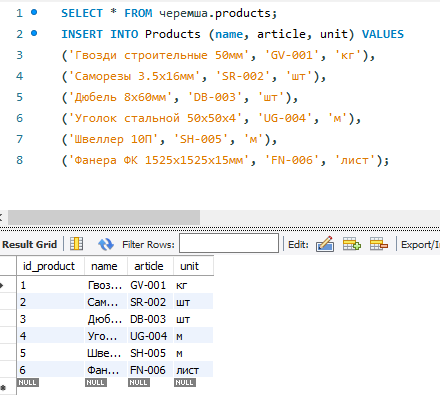 1 SELECT * FROM черемша.products;
2 INSERT INTO Products (name, article, unit) VALUES
3 ('Гвозди строительные 50мм', 'GV-001', 'кг'),
4 ('Саморезы 3.5х16мм', 'SR-002', 'шт'),
5 ('Дюбель 8х60мм', 'DB-003', 'шт'),
6 ('Уголок стальной 50х50х4', 'UG-004', 'м'),
7 ('Швеллер 10П', 'SH-005', 'м'),
8 ('Фанера ФК 1525х1525х15мм', 'FN-006', 'лист');
Result Grid Filter Rows: Edit: Export/I
id_product name article unit
1 Гвоз... GV-001 кг
2 Сам... SR-002 шт
3 Дюб... DB-003 шт
4 Уго... UG-004 м
5 Шве... SH-005 м
6 Фан... FN-006 лист
NULL NULL NULL NULL